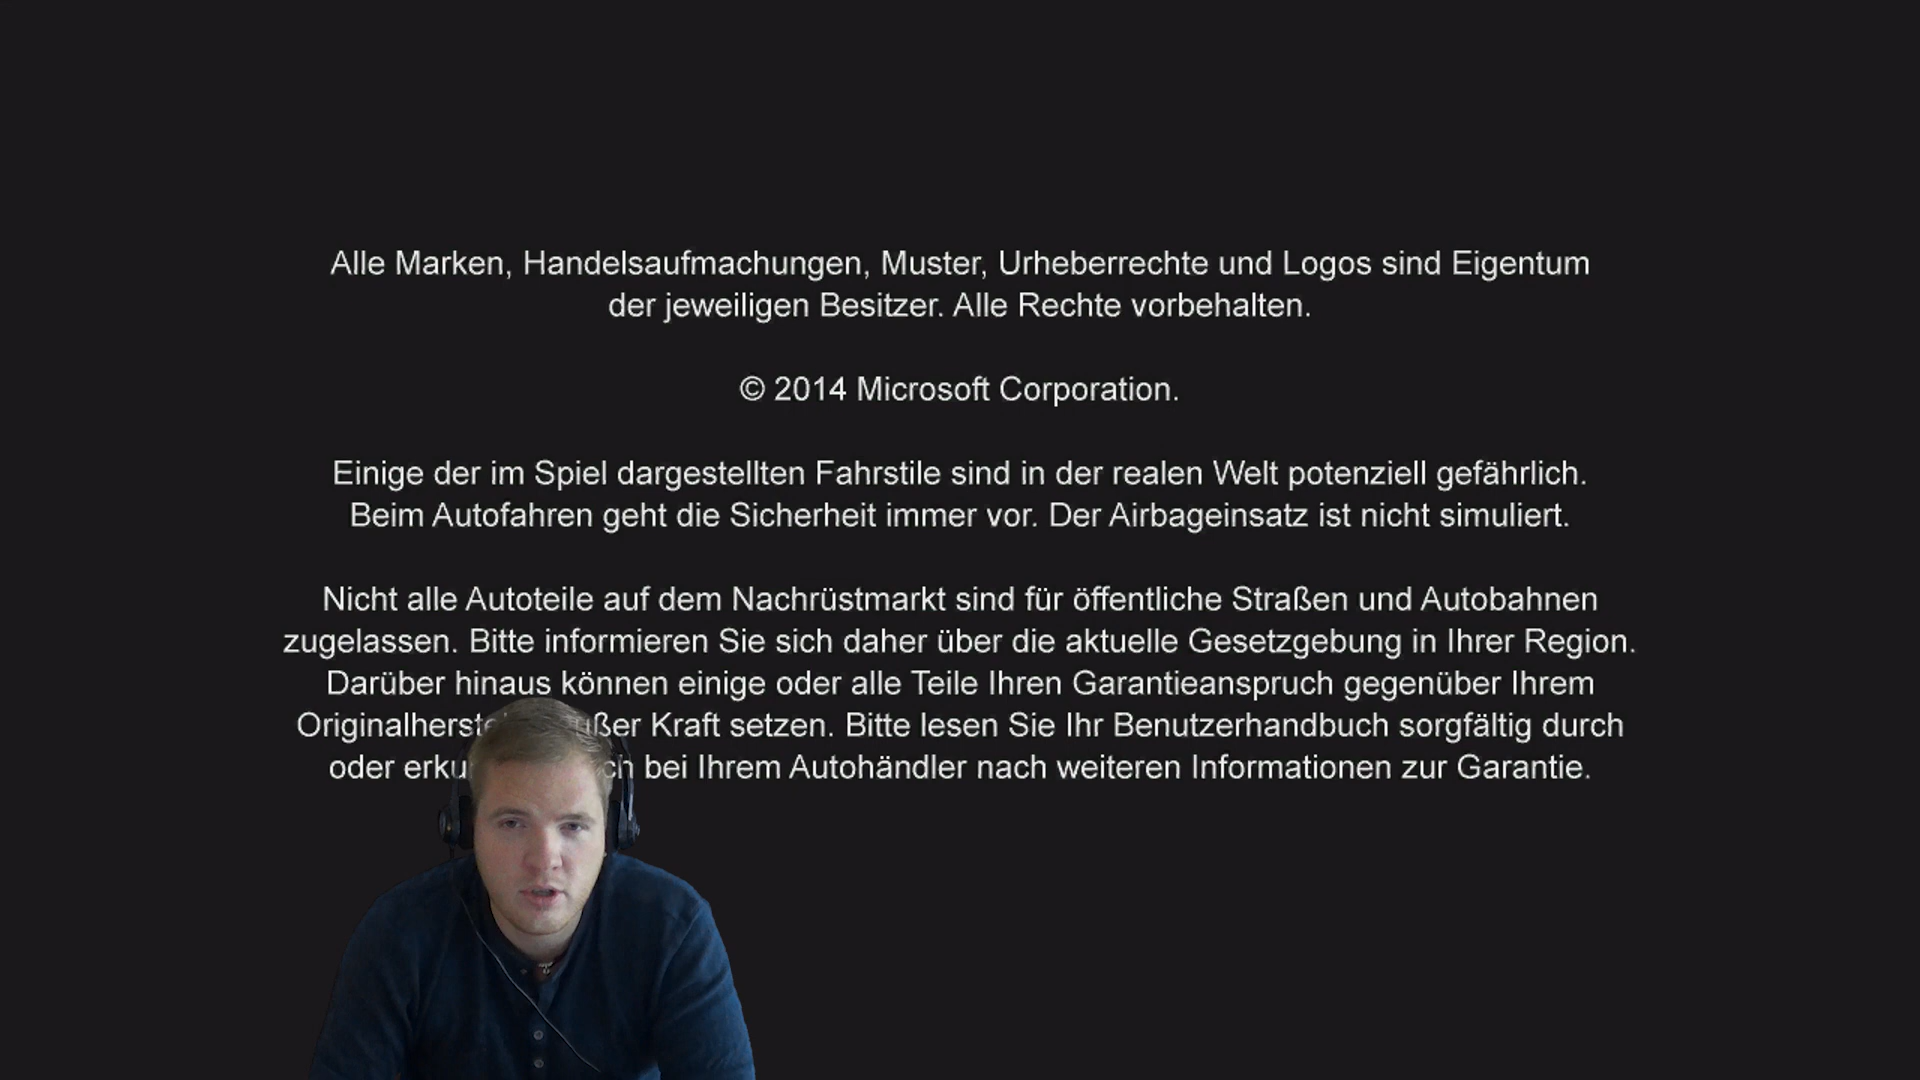 Alle Marken, Handelsaufmachungen, Muster, Urheberrechte und Logos sind Eigentum
der jeweiligen Besitzer. Alle Rechte vorbehalten.
© 2014 Microsoft Corporation.
Einige der im Spiel dargestellten Fahrstile sind in der realen Welt potenziell gefährlich.
Beim Autofahren geht die Sicherheit immer vor. Der Airbageinsatz ist nicht simuliert.
Nicht alle Autoteile auf dem Nachrüstmarkt sind für öffentliche Straßen und Autobahnen
zugelassen. Bitte informieren Sie sich daher über die aktuelle Gesetzgebung in Ihrer Region.
Darüber hinaus können einige oder alle Teile Ihren Garantieanspruch gegenüber Ihrem
Kraft setzen. Bitte lesen Sie Ihr Benutzerhandbuch sorgfältig durch
oder bei Ihrem Autohändler nach weiteren Informationen zur Garantie.